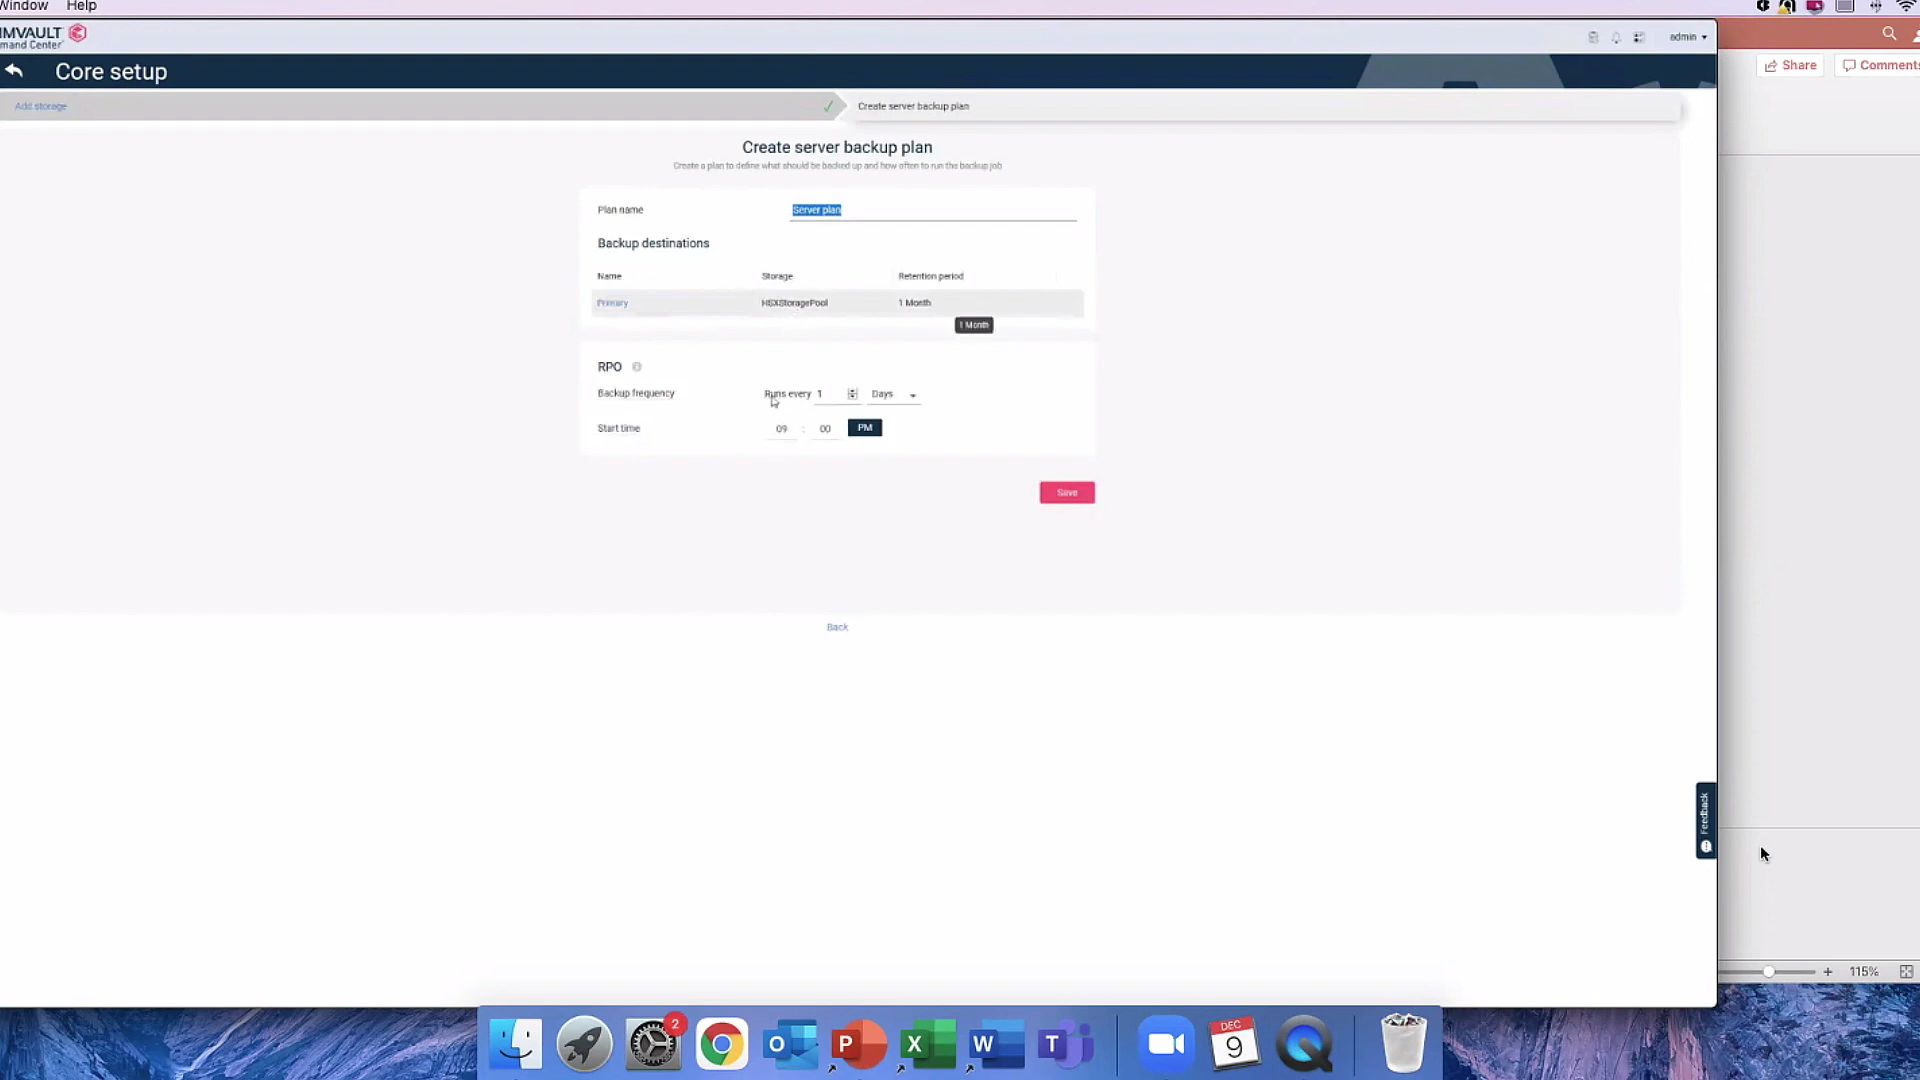 Window Help
MVAULT
mand Center
admin
Share Comments
Core setup
Add storage
Create server backup plan
Create server backup plan
Create a plan to define what should be backed up and how often to run the backup job
Plan name Server plan
Backup destinations
Name Storage Retention period
Primary HSXStoragePool 1 Month
1 Month
RPO
Backup frequency Runs every 1 Days
Start time 09 : 00 PM
Save
Back
Feedback
115%
2
DEC
9
O P X W T